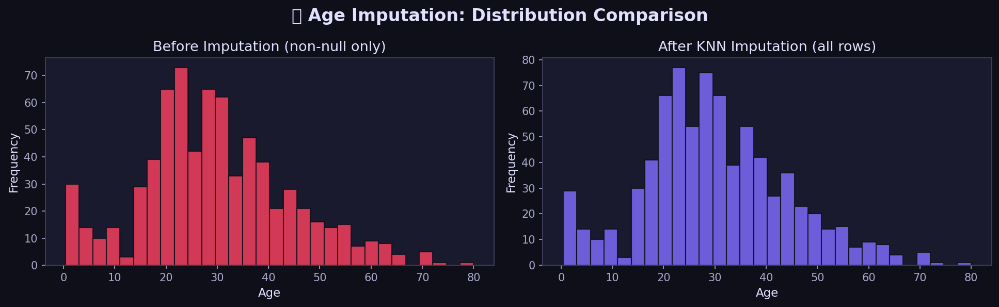 Age Imputation: Distribution Comparison
Before Imputation (non-null only)
70
60
50
40
30
20
10
0
Frequency
0 10 20 30 40 50 60 70 80
Age
After KNN Imputation (all rows)
80
70
60
50
40
30
20
10
0
Frequency
0 10 20 30 40 50 60 70 80
Age